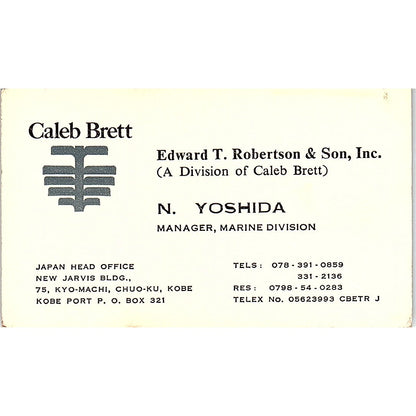 Caleb Brett
Edward T. Robertson & Son, Inc.
(A Division of Caleb Brett)
N. YOSHIDA
MANAGER, MARINE DIVISION
JAPAN HEAD OFFICE
NEW JARVIS BLDG.,
75, KYO-MACHI, CHUO-KU, KOBE
KOBE PORT P. O. BOX 321
TELS: 078-391-0859
331-2136
RES: 0798-54-0283
TELEX No. 05623993 CBETR J